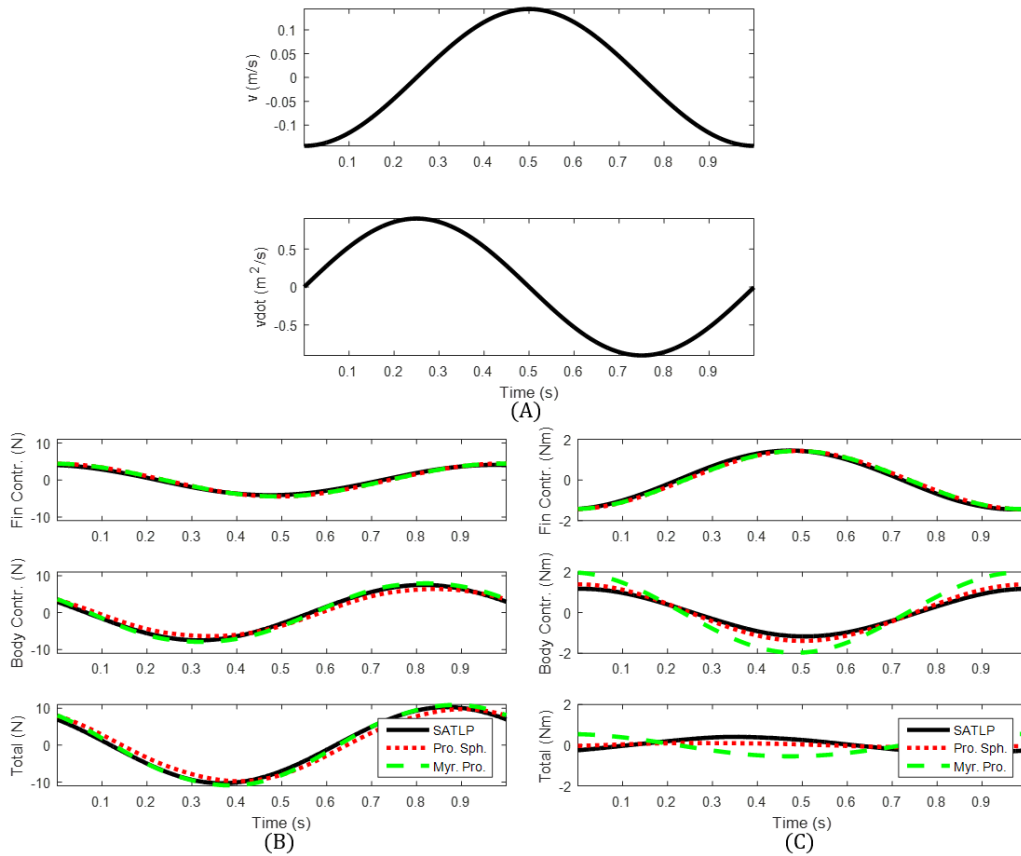 v (m/s)
0.1
0.05
0
-0.05
-0.1
0.1 0.2 0.3 0.4 0.5 0.6 0.7 0.8 0.9
vdot (m²/s)
0.5
0
-0.5
0.1 0.2 0.3 0.4 0.5 0.6 0.7 0.8 0.9
Time (s)
(A)
Fin Contr. (N)
10
0
-10
0.1 0.2 0.3 0.4 0.5 0.6 0.7 0.8 0.9
Body Contr. (N)
10
0
-10
0.1 0.2 0.3 0.4 0.5 0.6 0.7 0.8 0.9
Total (N)
10
0
-10
SATLP
Pro. Sph.
Myr. Pro.
0.1 0.2 0.3 0.4 0.5 0.6 0.7 0.8 0.9
Time (s)
(B)
Fin Contr. (Nm)
2
0
-2
0.1 0.2 0.3 0.4 0.5 0.6 0.7 0.8 0.9
Body Contr. (Nm)
2
0
-2
0.1 0.2 0.3 0.4 0.5 0.6 0.7 0.8 0.9
Total (Nm)
2
0
-2
SATLP
Pro. Sph.
Myr. Pro.
0.1 0.2 0.3 0.4 0.5 0.6 0.7 0.8 0.9
Time (s)
(C)